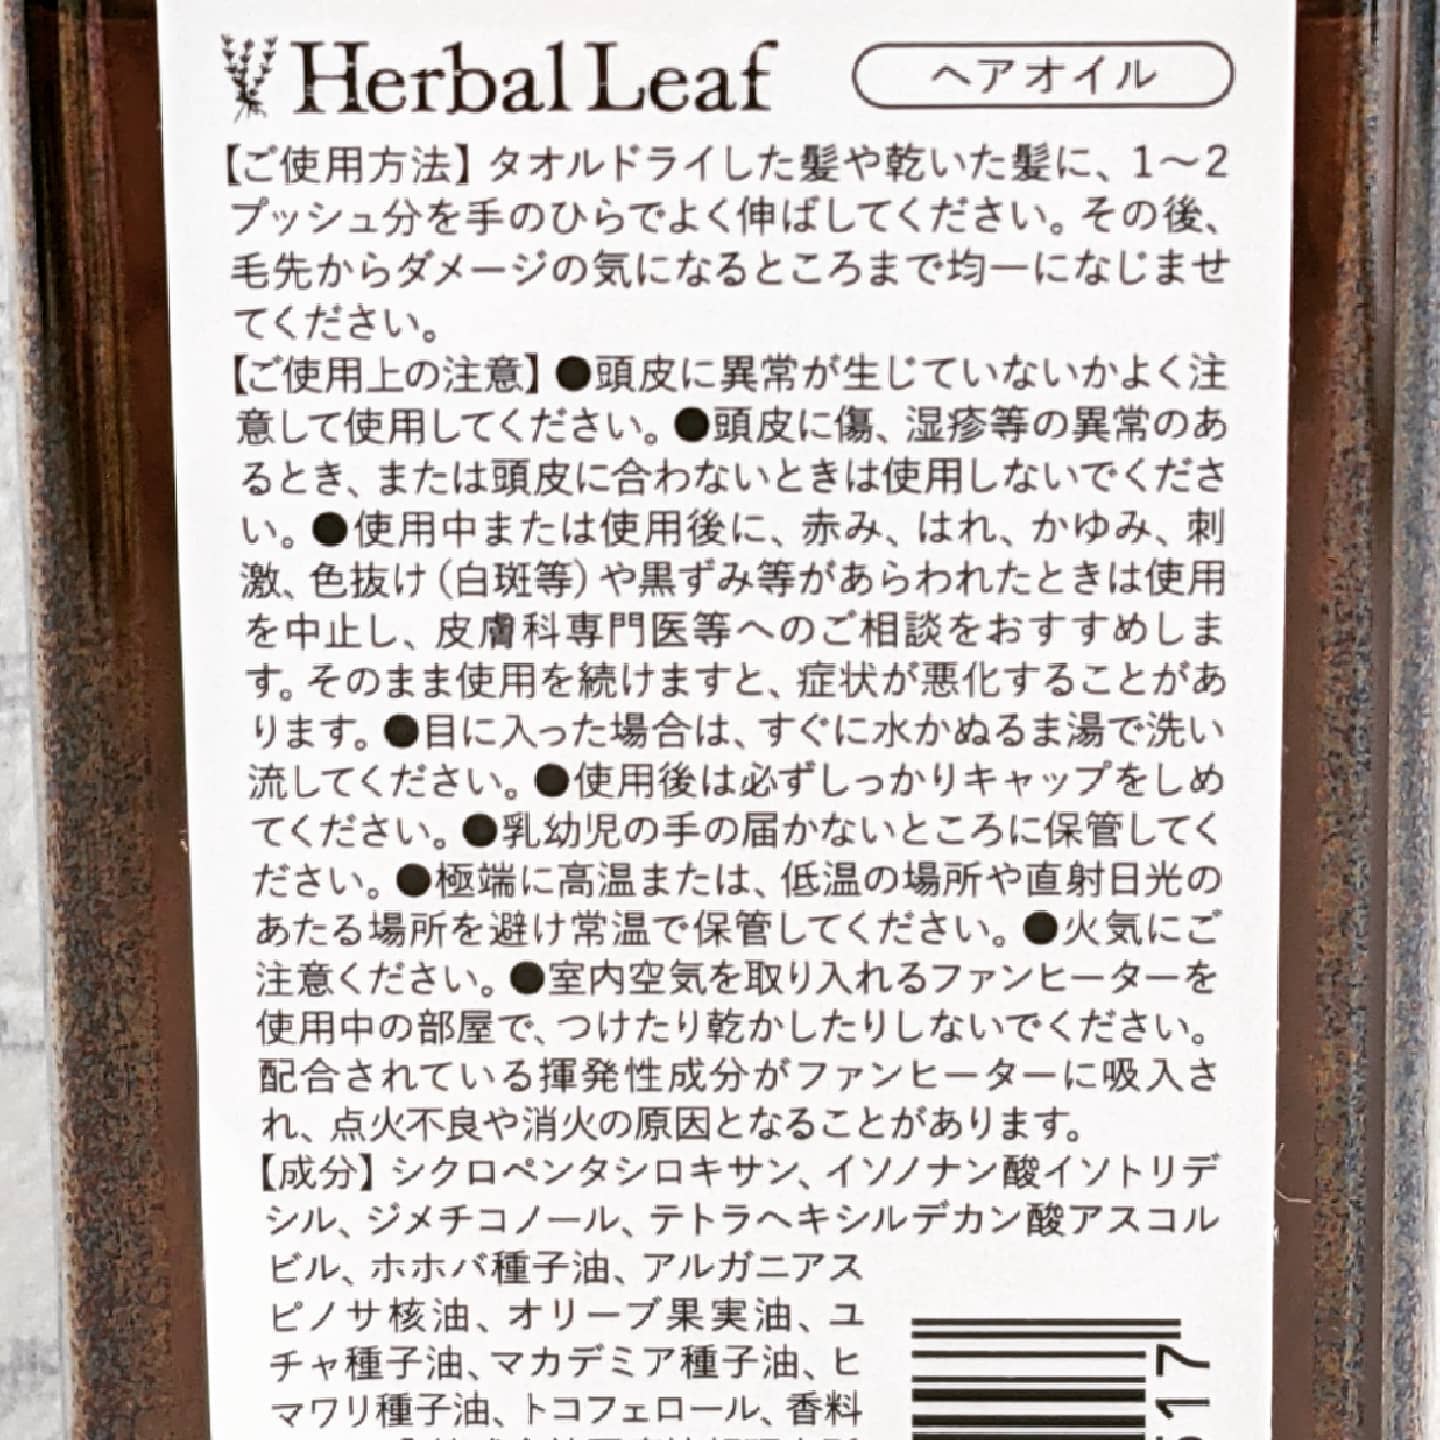 Herbal Leaf ヘアオイル
【ご使用方法】タオルドライした髪や乾いた髪に、1〜2
プッシュ分を手のひらでよく伸ばしてください。その後、
毛先からダメージの気になるところまで均一になじませ
てください。
【ご使用上の注意】●頭皮に異常が生じていないかよく注
意して使用してください。●頭皮に傷、湿疹等の異常のあ
るとき、または頭皮に合わないときは使用しないでくださ
い。●使用中または使用後に、赤み、はれ、かゆみ、刺
激、色抜け(白斑等)や黒ずみ等があらわれたときは使用
を中止し、皮膚科専門医等へのご相談をおすすめしま
す。そのまま使用を続けますと、症状が悪化することがあ
ります。●目に入った場合は、すぐに水かぬるま湯で洗い
流してください。●使用後は必ずしっかりキャップをしめ
てください。●乳幼児の手の届かないところに保管してく
ださい。●極端に高温または、低温の場所や直射日光の
あたる場所を避け常温で保管してください。●火気にご
注意ください。●室内空気を取り入れるファンヒーターを
使用中の部屋で、つけたり乾かしたりしないでください。
配合されている揮発性成分がファンヒーターに吸入さ
れ、点火不良や消火の原因となることがあります。
【成分】シクロペンタシロキサン、イソノナン酸イソトリデ
シル、ジメチコノール、テトラヘキシルデカン酸アスコル
ビル、ホホバ種子油、アルガニアス
ピノサ核油、オリーブ果実油、ユ
チャ種子油、マカデミア種子油、ヒ
マワリ種子油、トコフェロール、香料